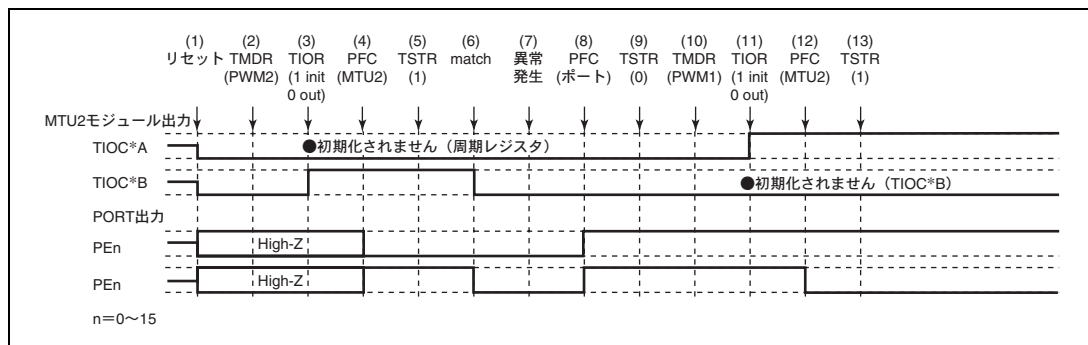 (1) (2) (3) (4) (5) (6) (7) (8) (9) (10) (11) (12) (13)
リセット TMDR TIOR PFC TSTR match 異常 PFC TSTR TMDR TIOR PFC TSTR
(PWM2) (1 init (MTU2) (1) 発生 (ポート) (0) (PWM1) (1 init (MTU2) (1)
0 out) 0 out)
MTU2モジュール出力
TIOC*A ●初期化されません（周期レジスタ）
TIOC*B ●初期化されません（TIOC*B）
PORT出力
PEn High-Z
PEn High-Z
n＝0～15